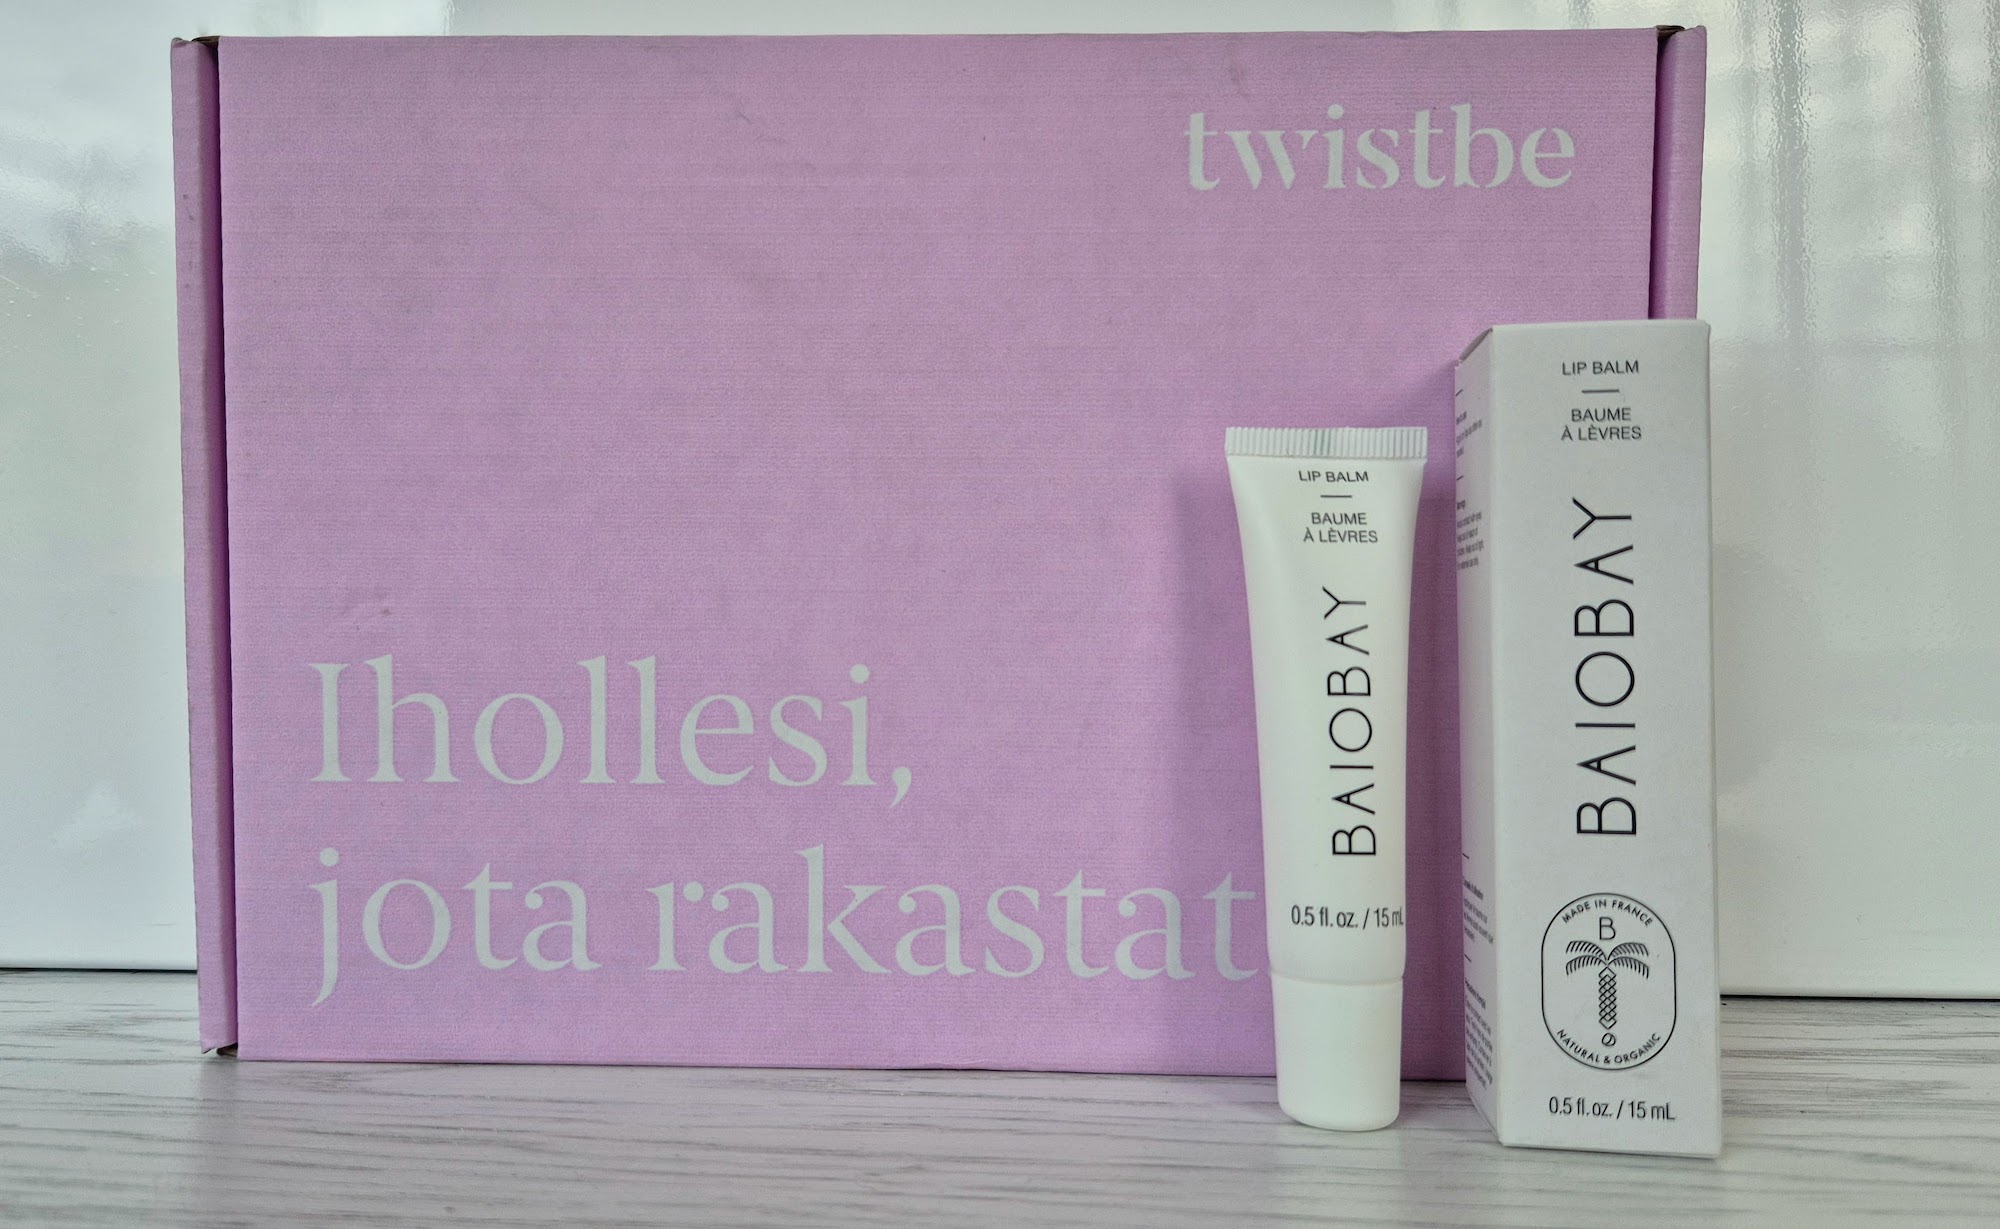 twistbe
Ihollesi,
jota rakastat
LIP BALM
BAUME
À LÈVRES
BAIOBAY
0.5 fl. oz. / 15 mL
LIP BALM
BAUME
À LÈVRES
BAIOBAY
MADE IN FRANCE
B
NATURAL & ORGANIC
0.5 fl. oz. / 15 mL